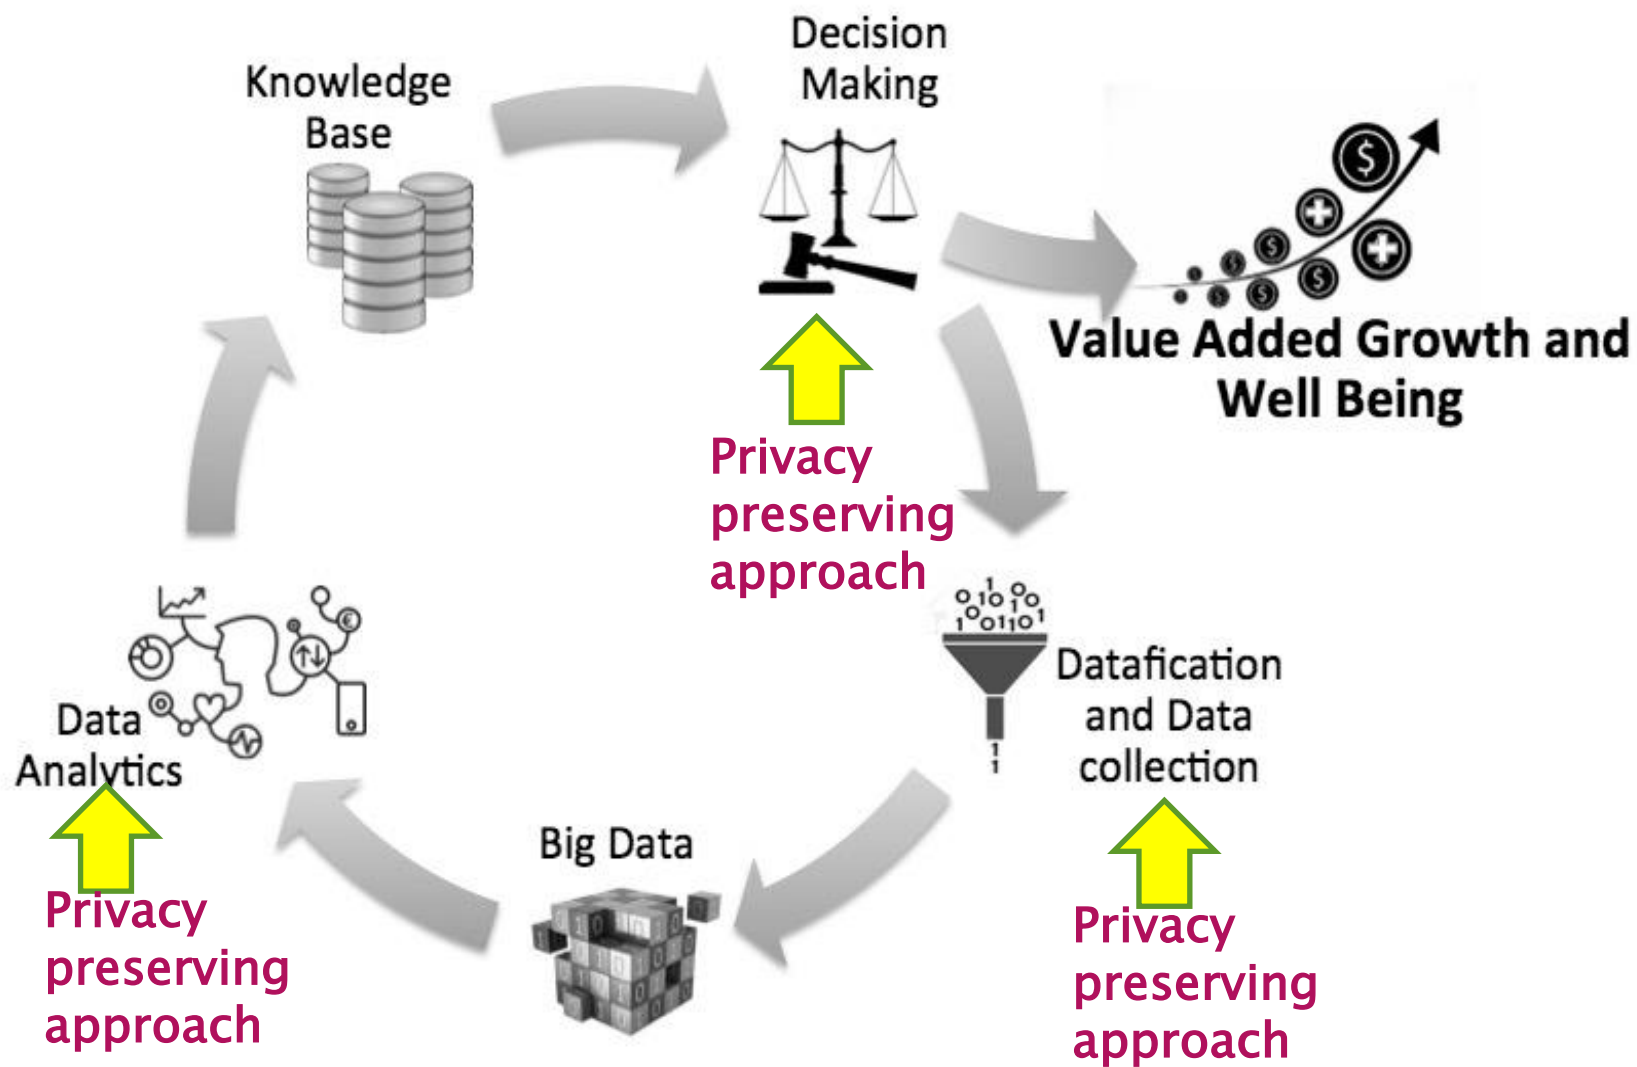 Decision
Making
Knowledge
Base
Value Added Growth and
Well Being
Privacy
preserving
approach
Datafication
and Data
collection
Data
Analytics
Big Data
Privacy
preserving
approach
Privacy
preserving
approach